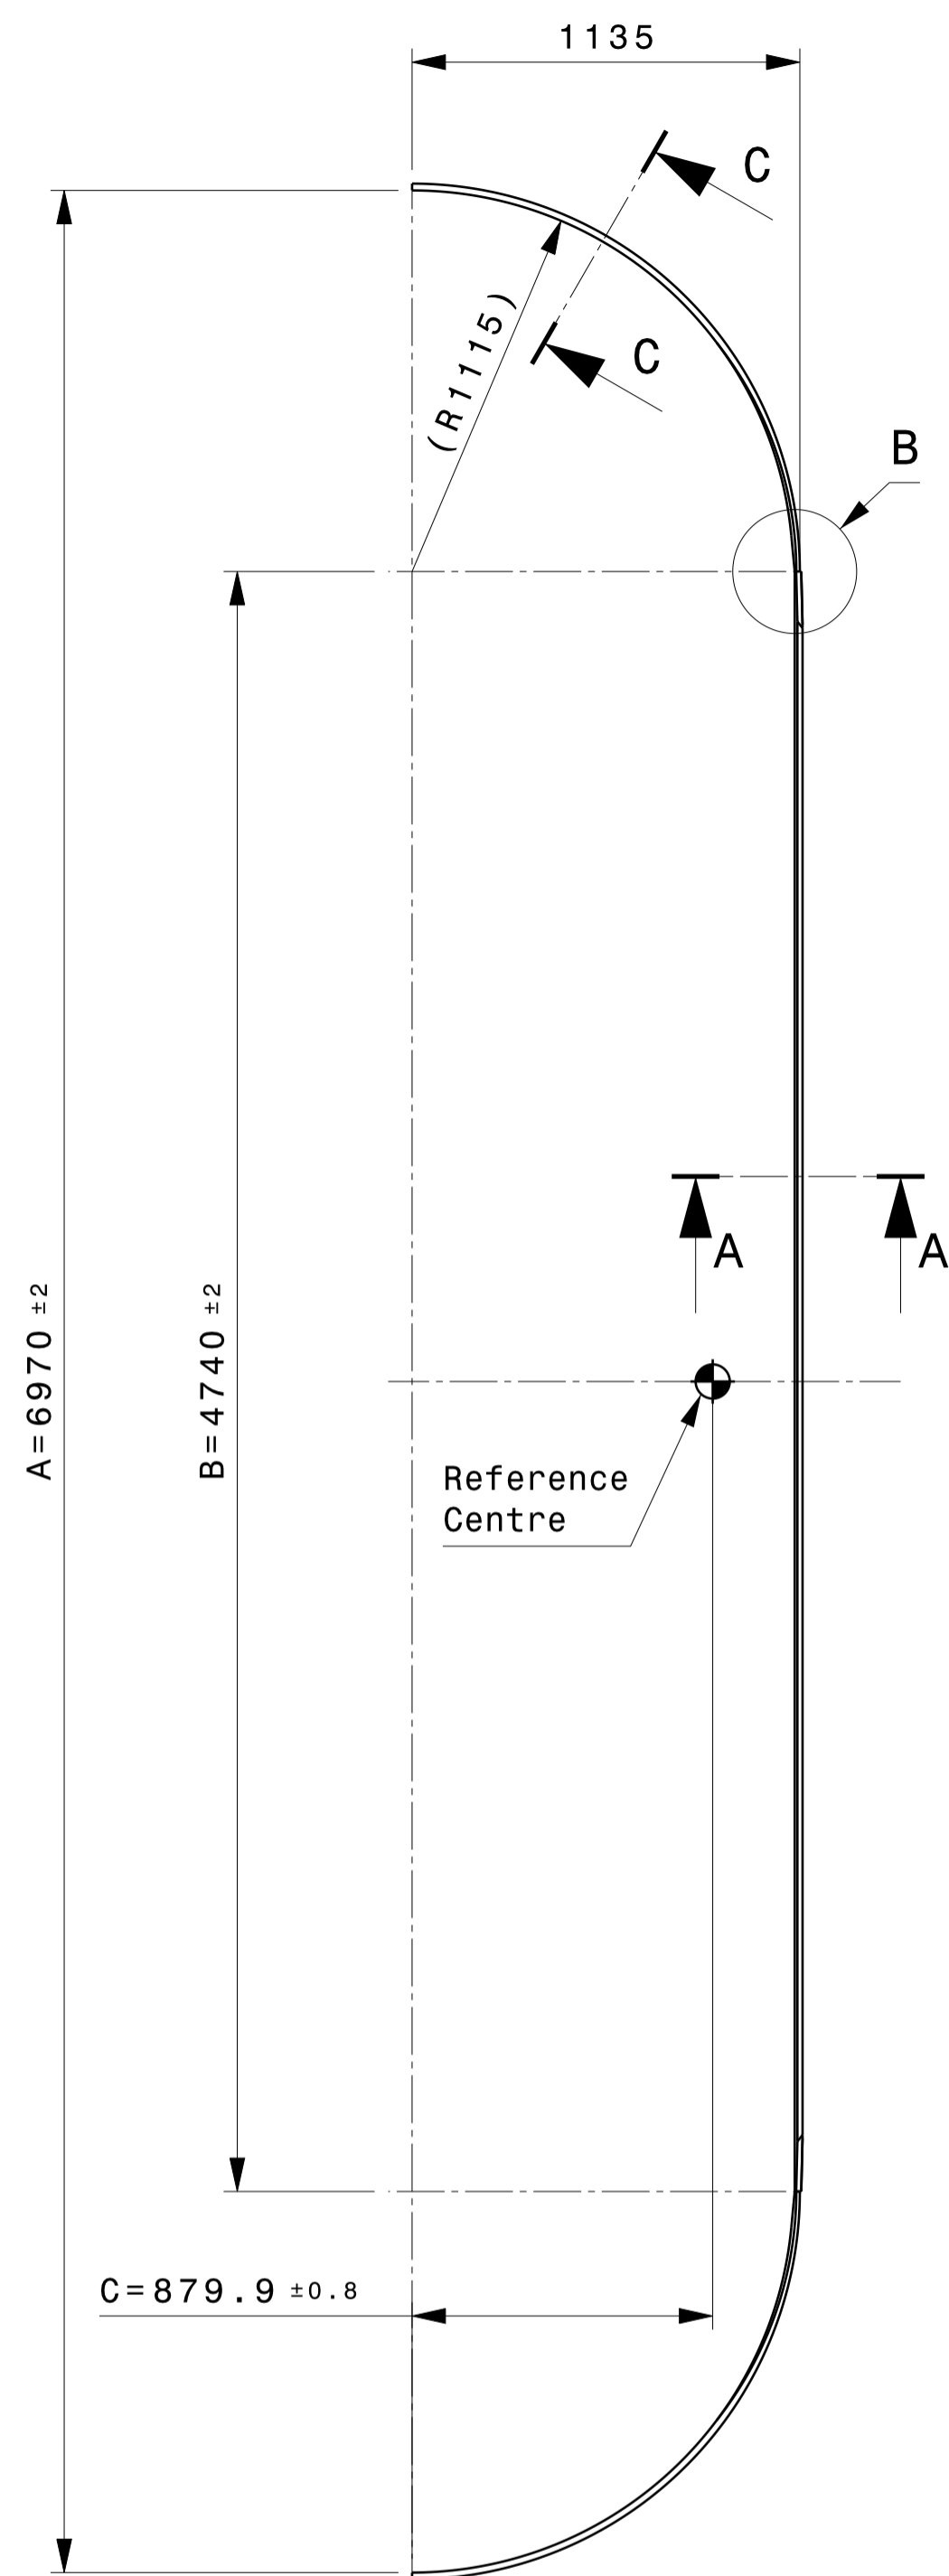 1135
C
C
(R1115)
B
A
A
A=6970 ±2
B=4740 ±2
Reference
Centre
C=879.9 ±0.8